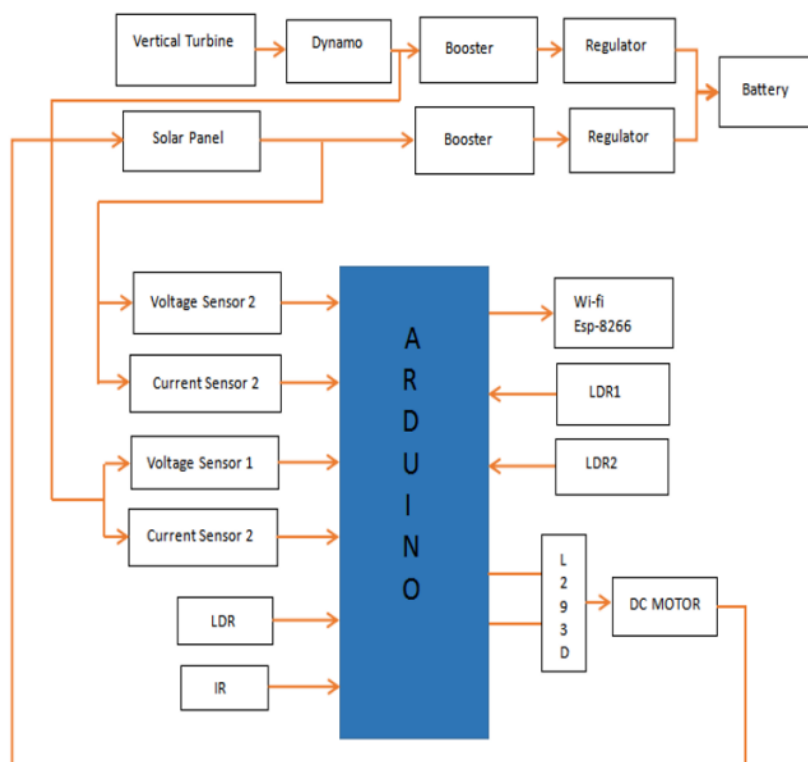 Vertical Turbine
Dynamo
Booster
Regulator
Battery
Solar Panel
Booster
Regulator
Voltage Sensor 2
Current Sensor 2
Voltage Sensor 1
Current Sensor 2
LDR
IR
A
R
D
U
I
N
O
Wi-fi
Esp-8266
LDR1
LDR2
L
2
9
3
D
DC MOTOR